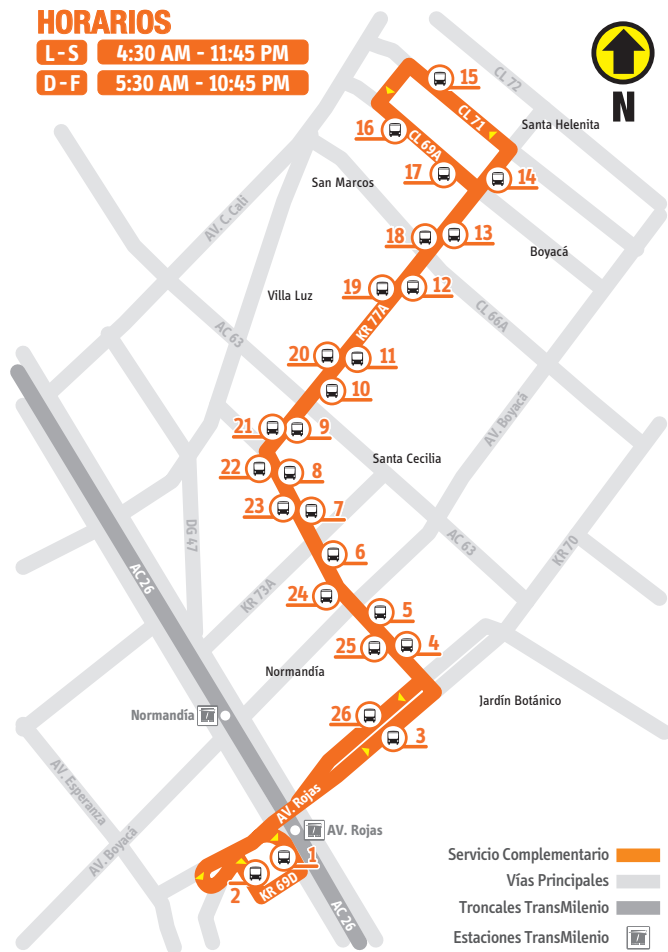 HORARIOS
L-S 4:30 AM - 11:45 PM
D-F 5:30 AM - 10:45 PM
N
15
CL 72
CL 71
Santa Helenita
16
CL 69A
17
14
San Marcos
AV. C. Cali
18
13
Boyacá
19
12
Villa Luz
KR 77A
CL 66A
AC 63
20
11
10
AV. Boyacá
21
9
Santa Cecilia
22
8
23
7
DG 47
AC 63
KR 70
6
AC 26
KR 73A
24
5
25
4
Normandía
Jardín Botánico
26
3
Normandía
AV. Esperanza
AV. Rojas
AV. Rojas
AV. Boyacá
1
2
KR 69D
AC 26
Servicio Complementario
Vías Principales
Troncales TransMilenio
Estaciones TransMilenio